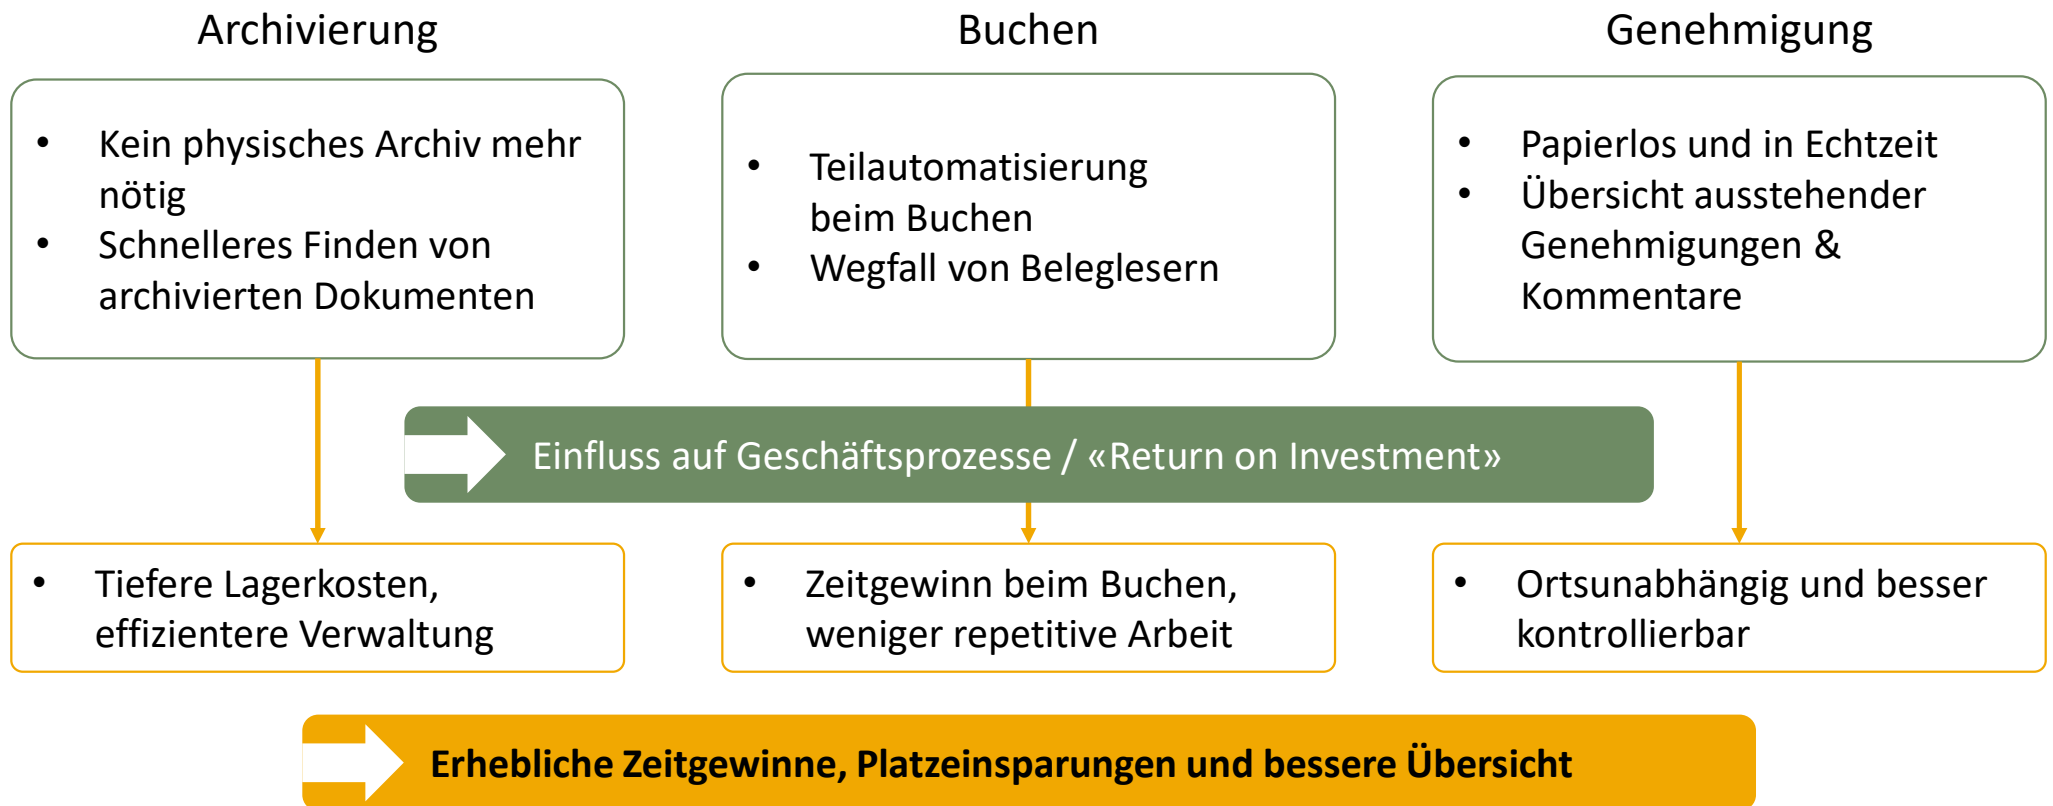 Archivierung
Buchen
Genehmigung
• Kein physisches Archiv mehr
nötig
• Schnelleres Finden von
archivierten Dokumenten
• Teilautomatisierung
beim Buchen
• Wegfall von Beleglesern
• Papierlos und in Echtzeit
• Übersicht ausstehender
Genehmigungen &
Kommentare
Einfluss auf Geschäftsprozesse / «Return on Investment»
• Tiefere Lagerkosten,
effizientere Verwaltung
• Zeitgewinn beim Buchen,
weniger repetitive Arbeit
• Ortsunabhängig und besser
kontrollierbar
Erhebliche Zeitgewinne, Platzeinsparungen und bessere Übersicht